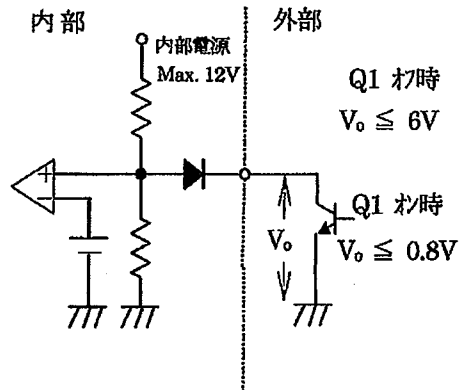 内部
外部
内部電源
Max. 12V
Q1 オフ時
V₀ ≦ 6V
+
−
Q1 オン時
V₀
V₀ ≦ 0.8V